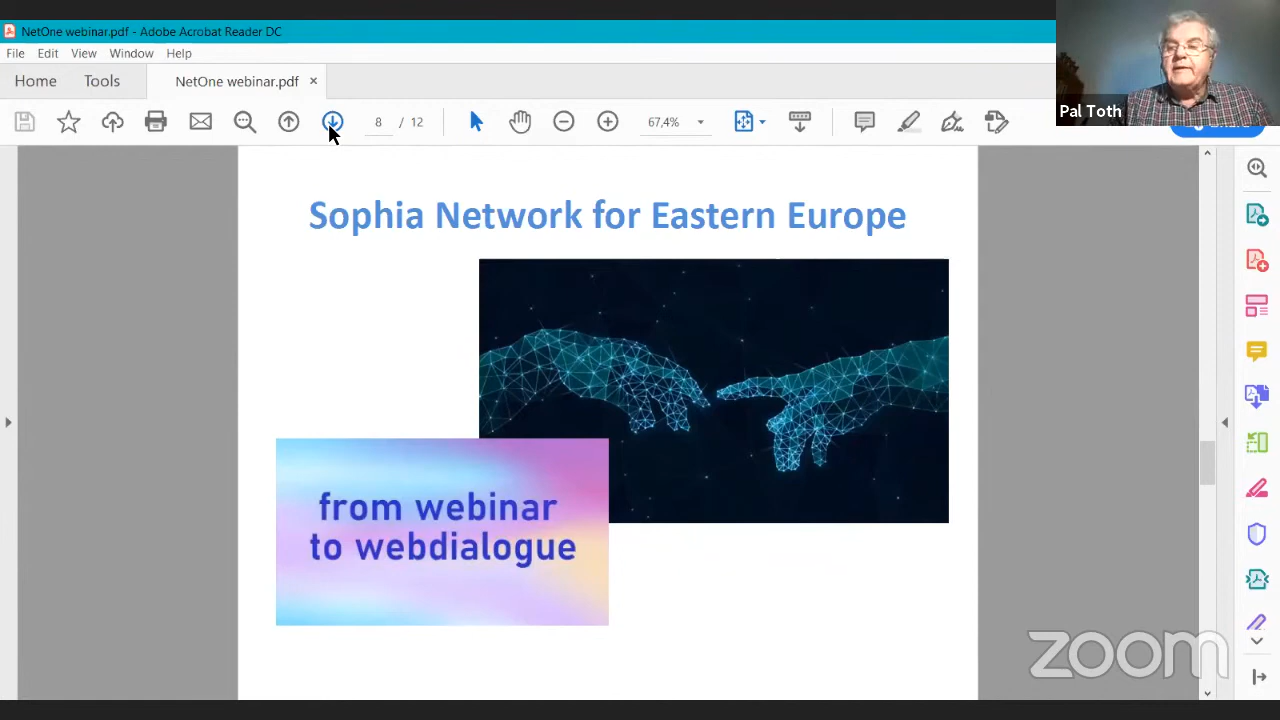 NetOne webinar.pdf - Adobe Acrobat Reader DC
File Edit View Window Help
Home Tools NetOne webinar.pdf ×
8 / 12 67,4%
Pal Toth
Sophia Network for Eastern Europe
from webinar
to webdialogue
zoom